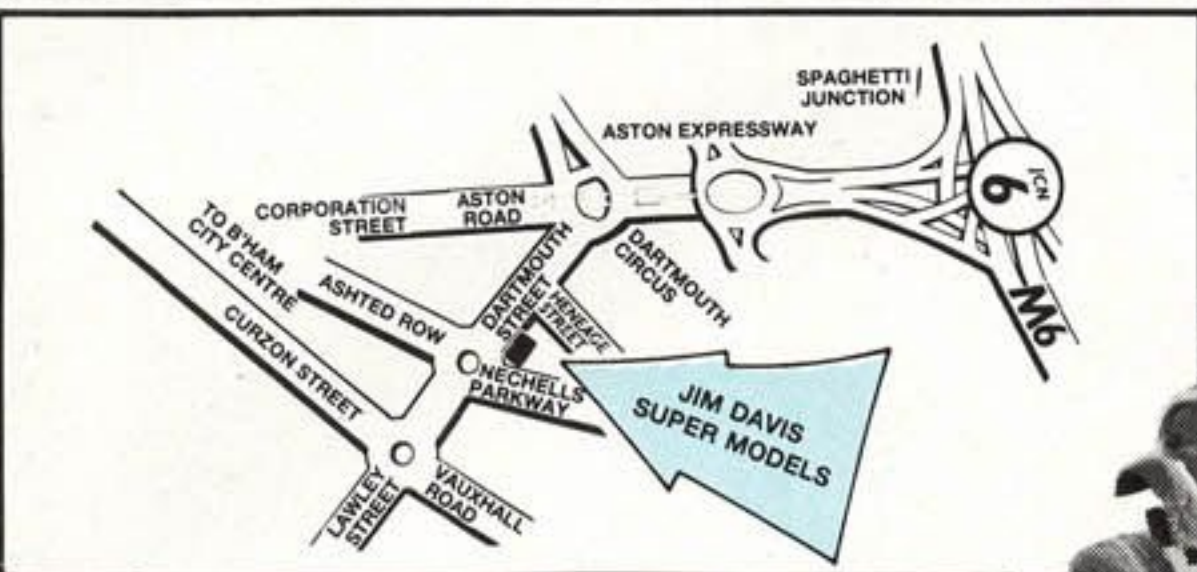 SPAGHETTI
JUNCTION
ASTON EXPRESSWAY
JCN
6
M6
CORPORATION
STREET
ASTON
ROAD
TO B'HAM
CITY CENTRE
DARTMOUTH
STREET
DARTMOUTH
CIRCUS
HENEAGE
STREET
ASHTED ROW
CURZON STREET
NECHELLS
PARKWAY
JIM DAVIS
SUPER MODELS
LAWLEY
STREET
VAUXHALL
ROAD